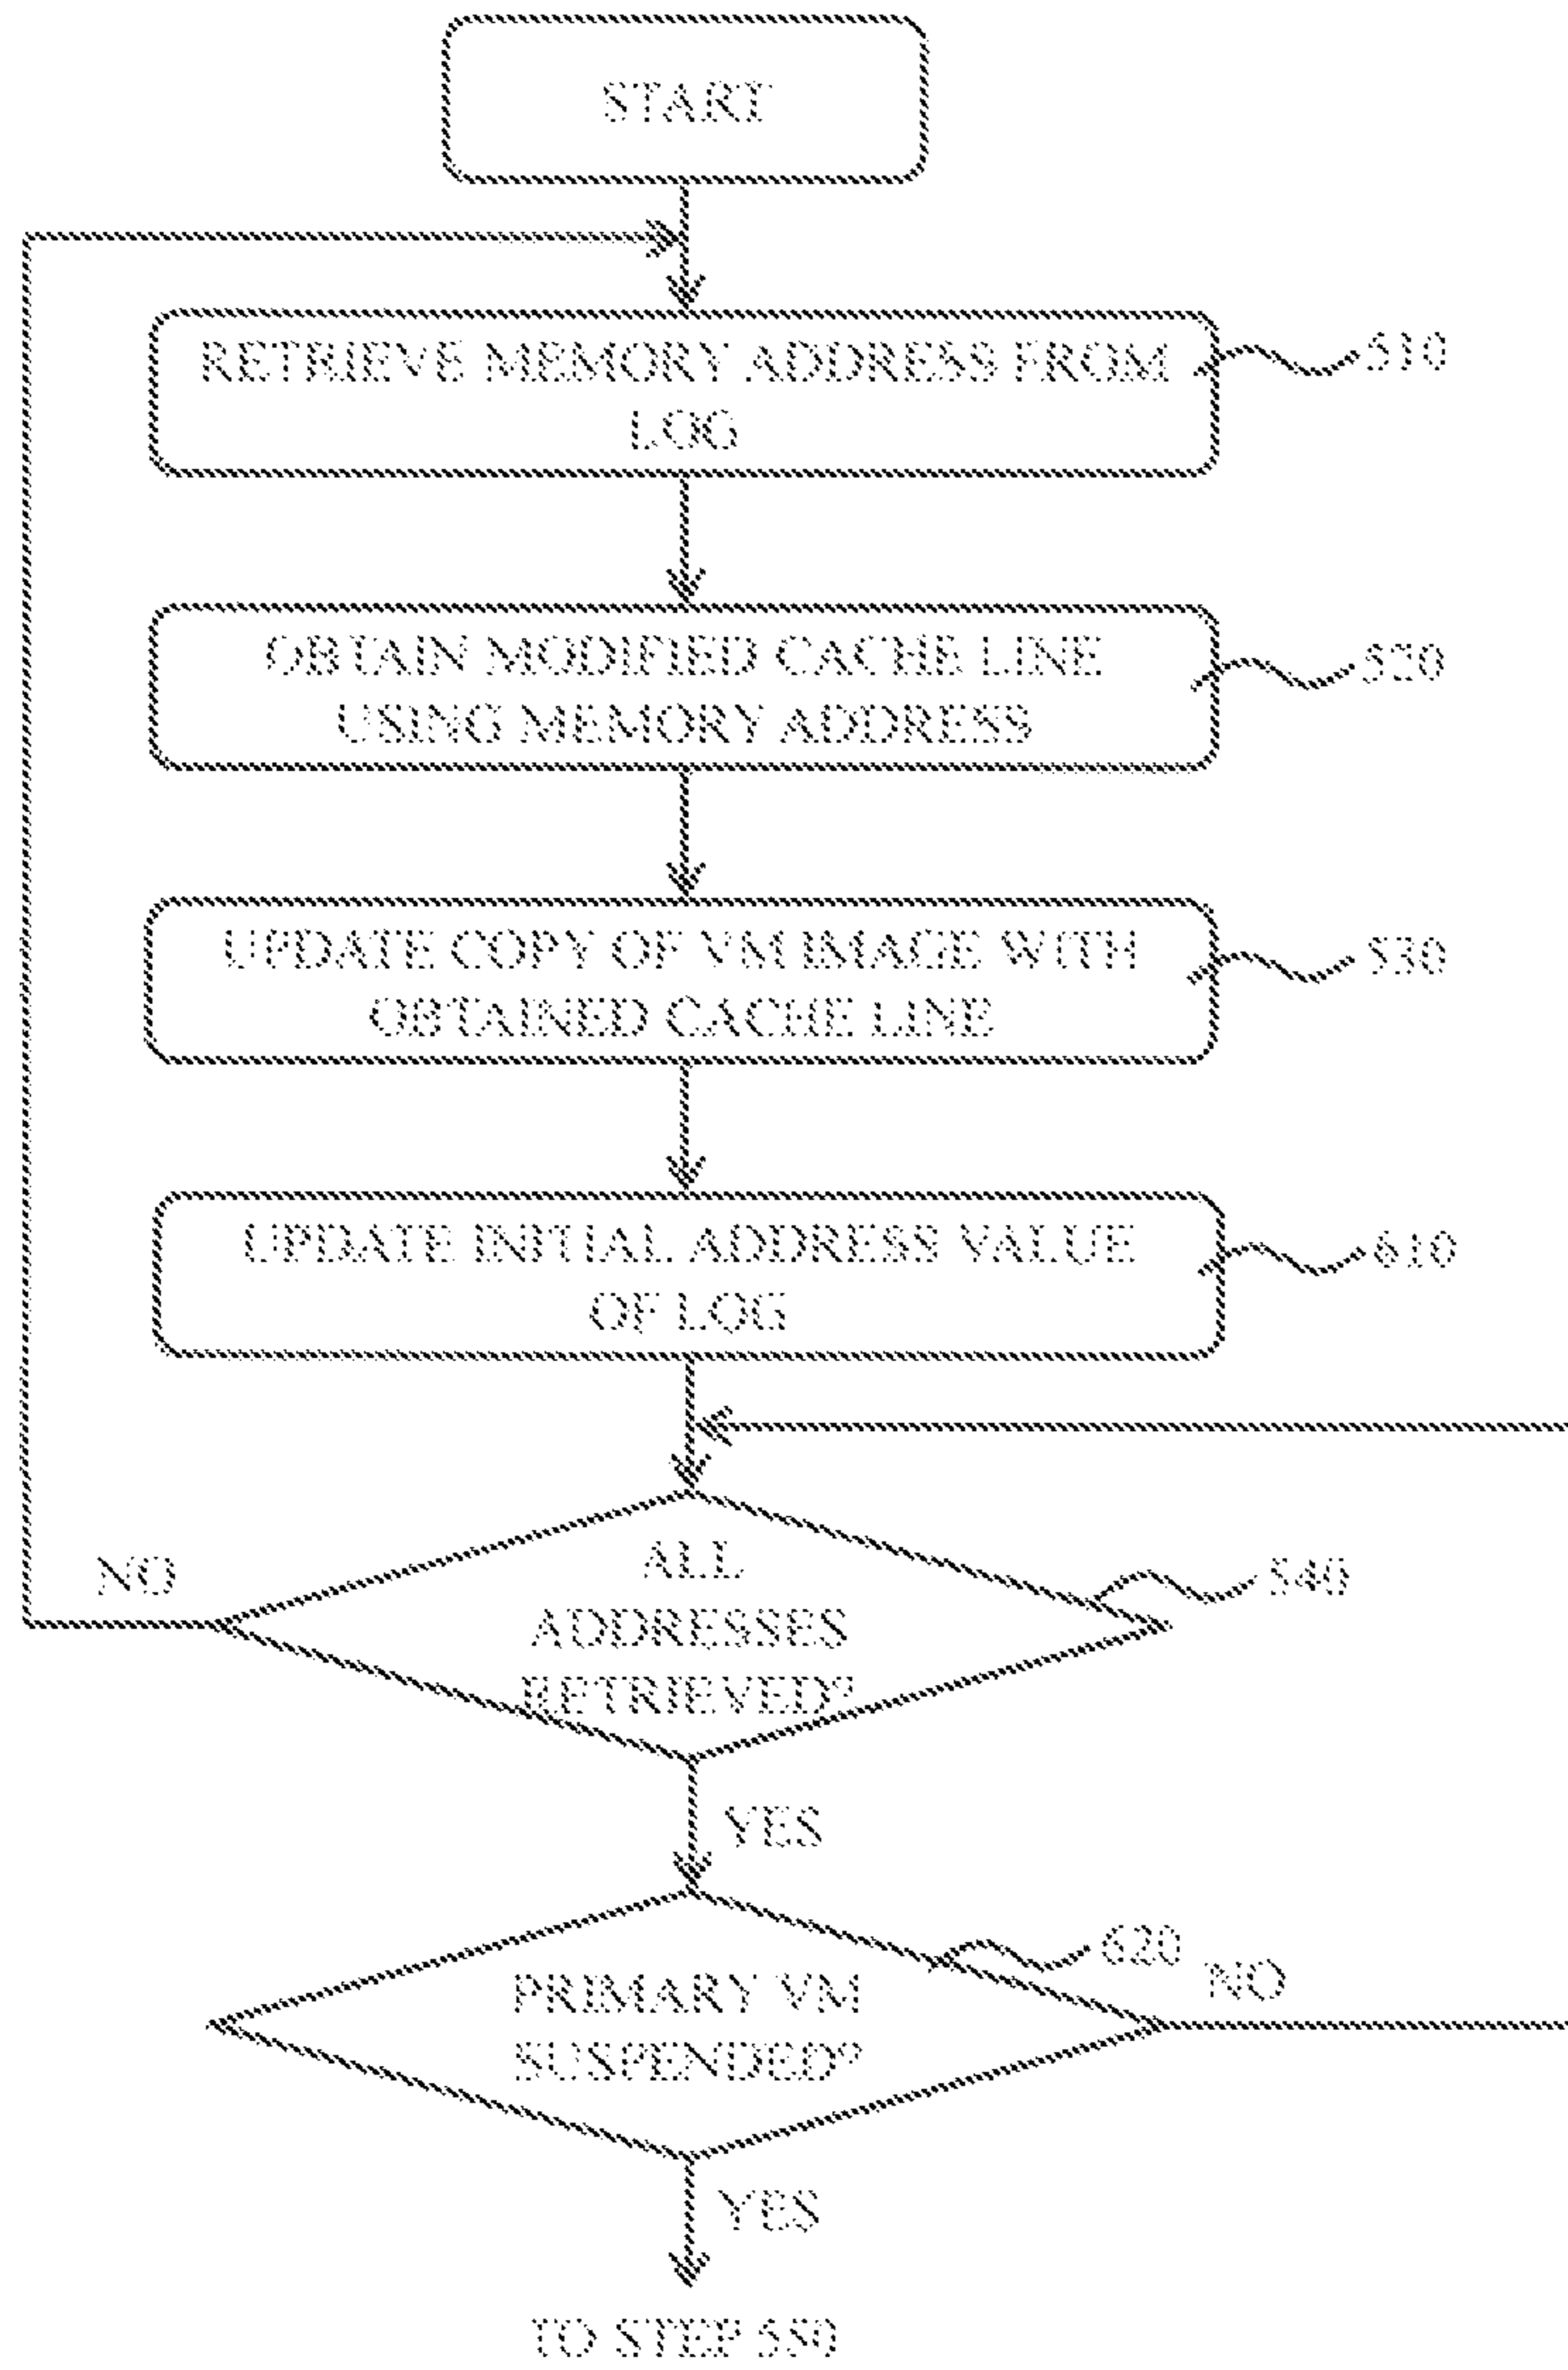 START
RETRIEVE MEMORY ADDRESS FROM
LOG
510
OBTAIN MODIFIED CACHE LINE
USING MEMORY ADDRESS
520
UPDATE COPY OF VM IMAGE WITH
OBTAINED CACHE LINE
530
UPDATE INITIAL ADDRESS VALUE
OF LOG
610
ALL
ADDRESSES
RETRIEVED?
540
NO
YES
PRIMARY VM
SUSPENDED?
620
NO
YES
TO STEP 550